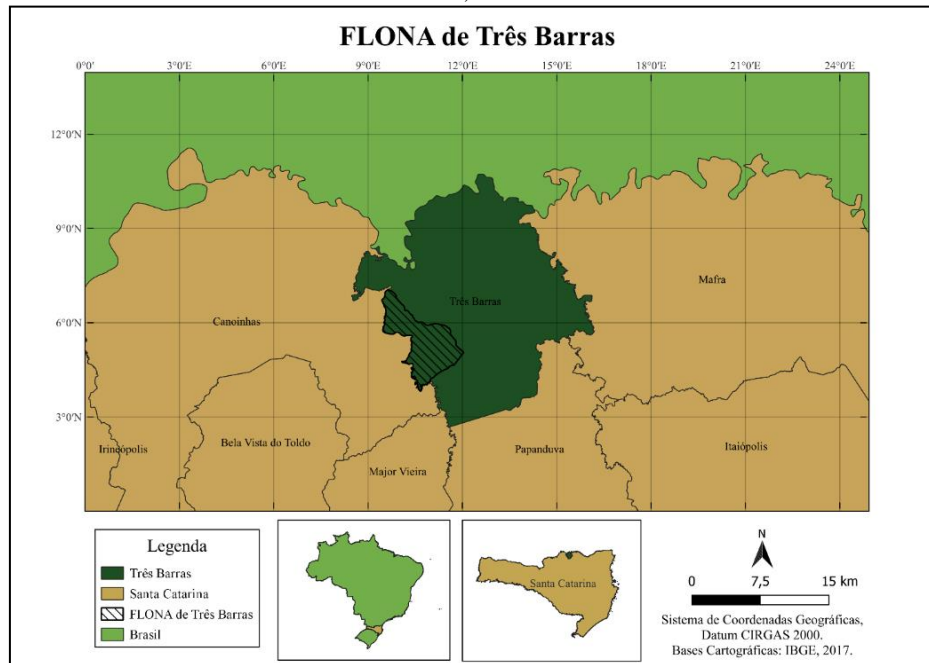 FLONA de Três Barras
0°0'
3°0'E
6°0'E
9°0'E
12°0'E
15°0'E
18°0'E
21°0'E
24°0'E
12°0'N
9°0'N
6°0'N
3°0'N
Canoinhas
Três Barras
Mafra
Irineópolis
Bela Vista do Toldo
Major Vieira
Papanduva
Itaiópolis
Legenda
Três Barras
Santa Catarina
FLONA de Três Barras
Brasil
Santa Catarina
N
0 7,5 15 km
Sistema de Coordenadas Geográficas,
Datum CIRGAS 2000.
Bases Cartográficas: IBGE, 2017.